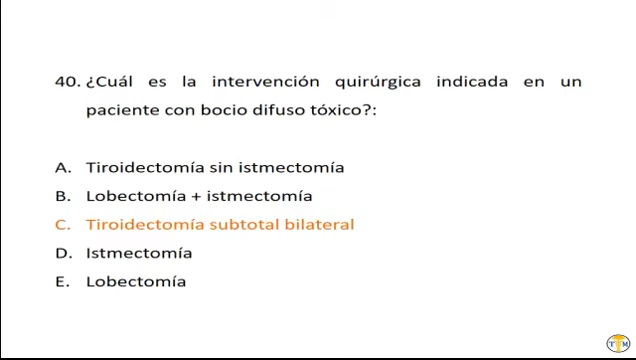 40. ¿Cuál es la intervención quirúrgica indicada en un
paciente con bocio difuso tóxico?:
A. Tiroidectomía sin istmectomía
B. Lobectomía + istmectomía
C. Tiroidectomía subtotal bilateral
D. Istmectomía
E. Lobectomía
TM